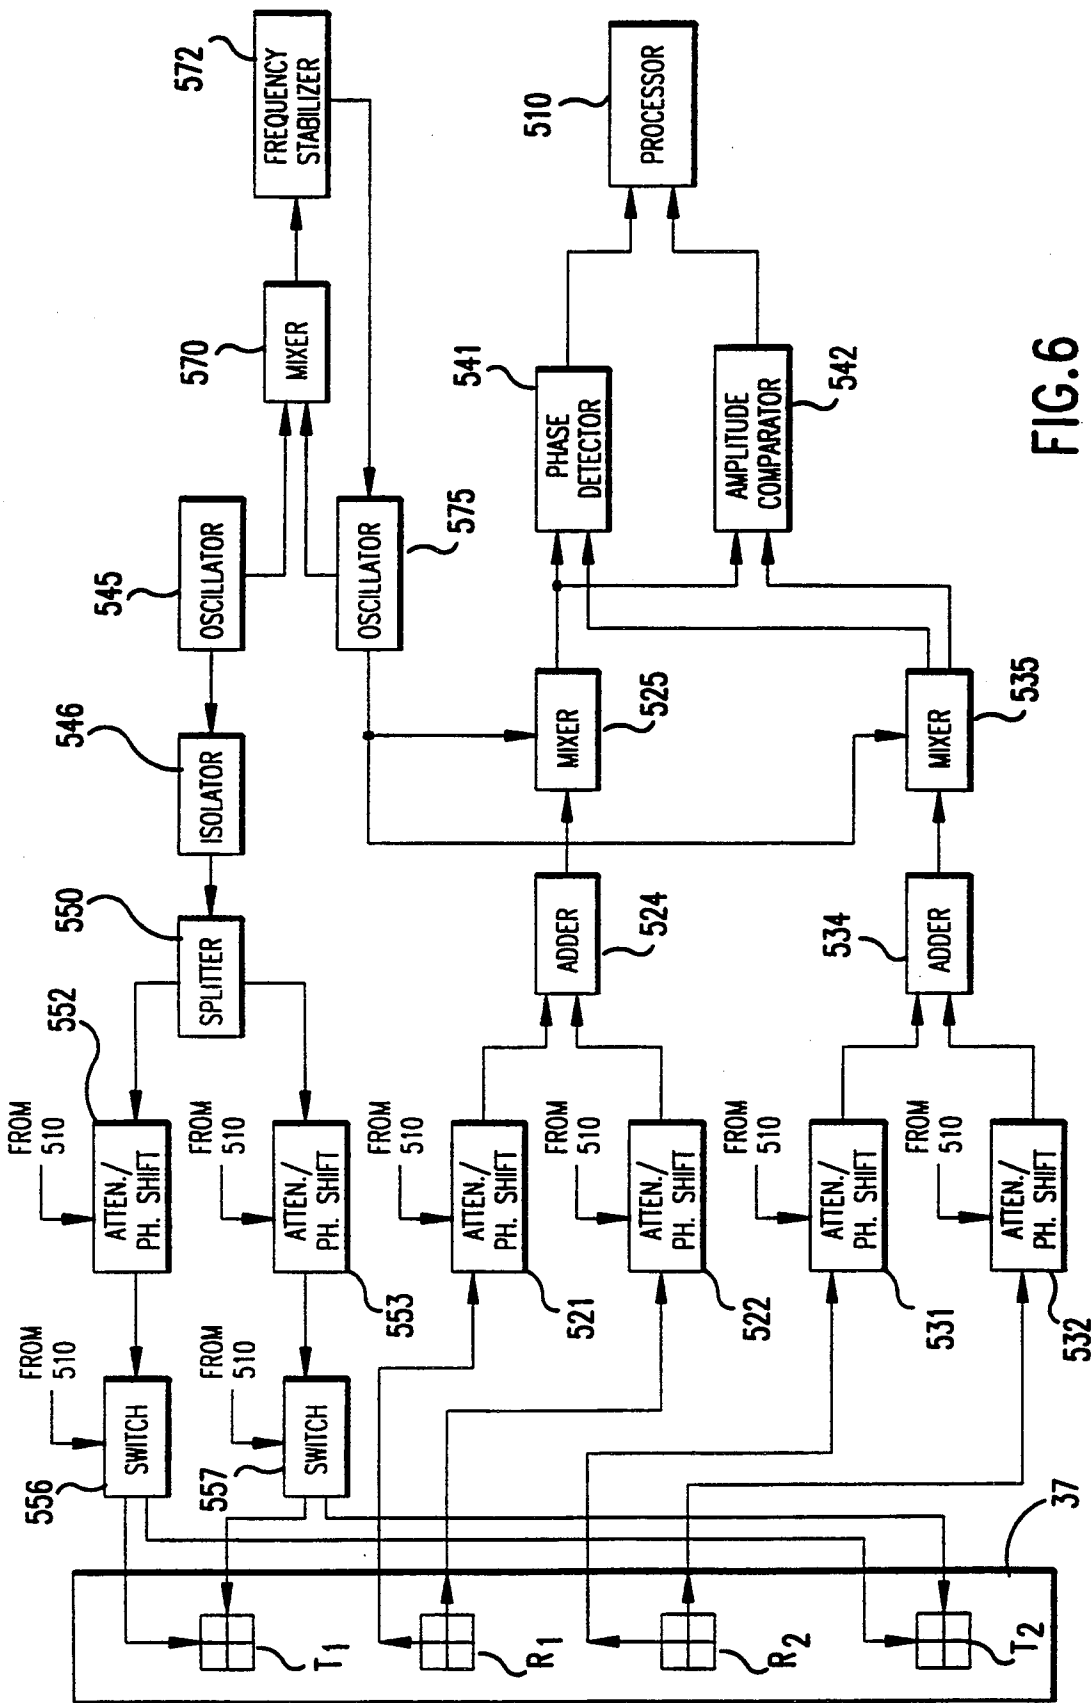 572
FREQUENCY
STABILIZER
510
PROCESSOR
570
MIXER
541
PHASE
DETECTOR
542
AMPLITUDE
COMPARATOR
545
OSCILLATOR
575
OSCILLATOR
546
ISOLATOR
525
MIXER
535
MIXER
550
SPLITTER
524
ADDER
534
ADDER
552
FROM
510
ATTEN./
PH. SHIFT
FROM
510
ATTEN./
PH. SHIFT
553
FROM
510
ATTEN./
PH. SHIFT
521
FROM
510
ATTEN./
PH. SHIFT
522
FROM
510
ATTEN./
PH. SHIFT
531
FROM
510
ATTEN./
PH. SHIFT
532
FROM
510
SWITCH
556
FROM
510
SWITCH
557
37
T1
R1
R2
T2
FIG.6